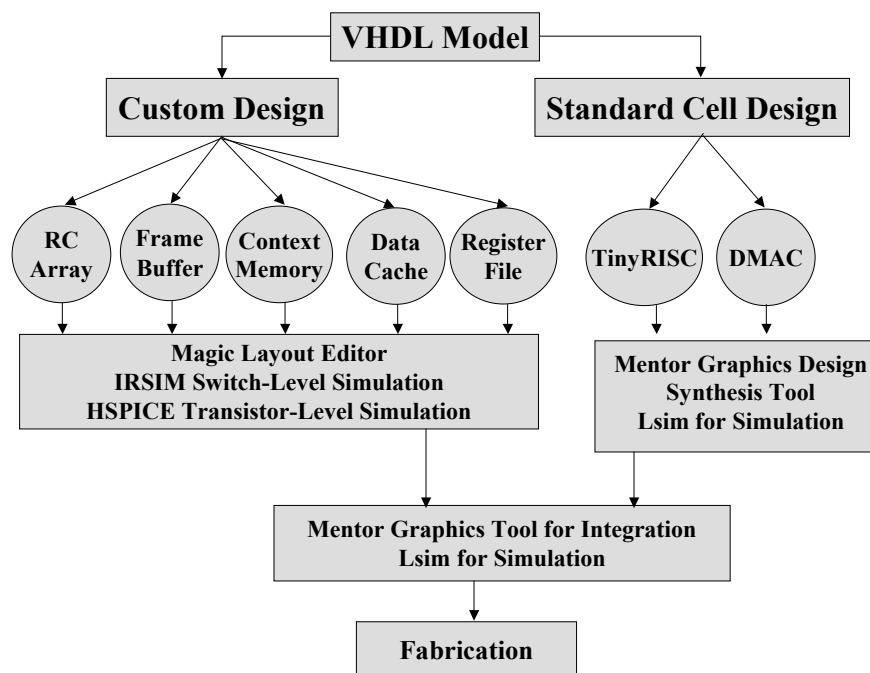 VHDL Model
Custom Design
Standard Cell Design
RC
Array
Frame
Buffer
Context
Memory
Data
Cache
Register
File
TinyRISC
DMAC
Magic Layout Editor
IRSIM Switch-Level Simulation
HSPICE Transistor-Level Simulation
Mentor Graphics Design
Synthesis Tool
Lsim for Simulation
Mentor Graphics Tool for Integration
Lsim for Simulation
Fabrication